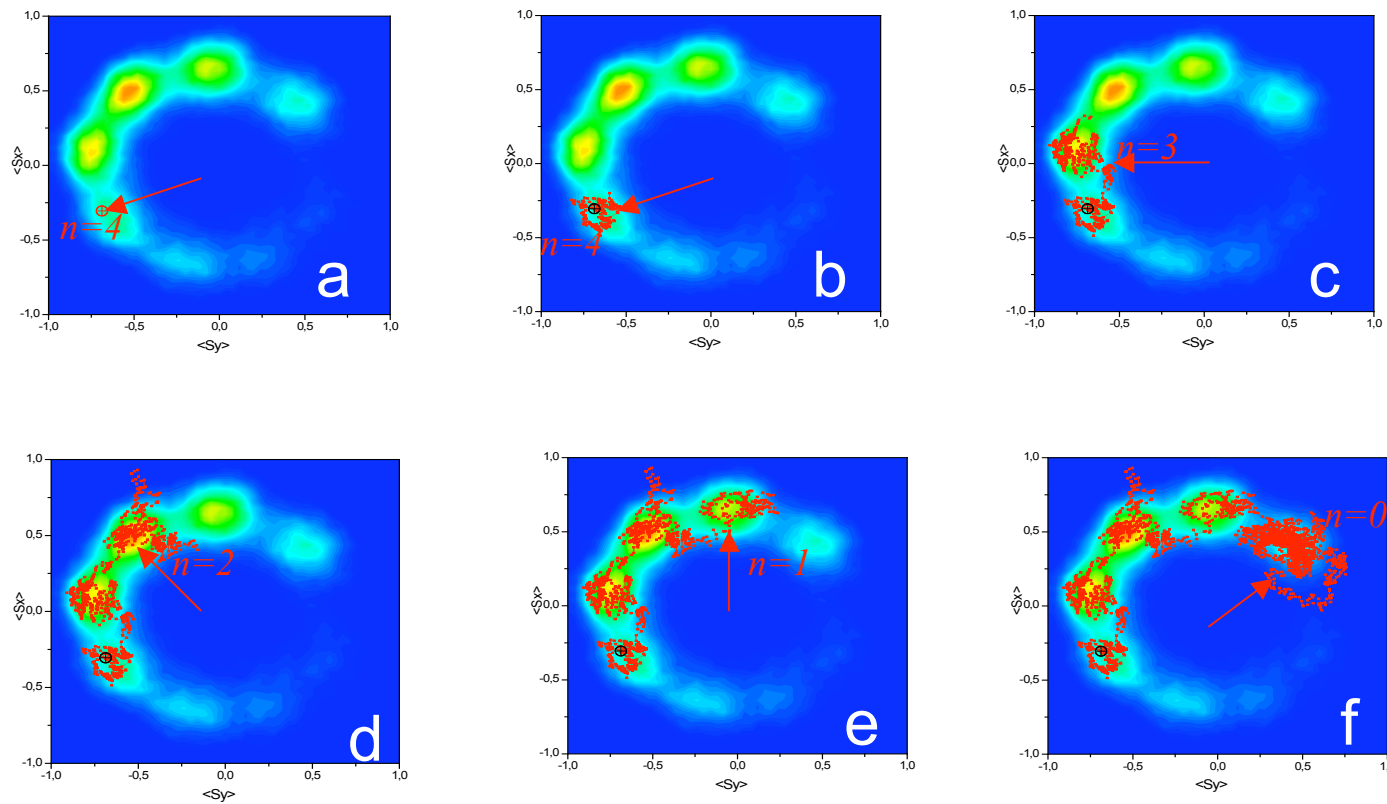 1,0 1,0 1,0
0,5 0,5 0,5
<Sx> 0,0 <Sx> 0,0 <Sx> 0,0 n=3
n=4 n=4
-0,5 -0,5 -0,5
a b c
-1,0 -1,0 -1,0
-1,0 -0,5 0,0 0,5 1,0 -1,0 -0,5 0,0 0,5 1,0 -1,0 -0,5 0,0 0,5 1,0
<Sy> <Sy> <Sy>
1,0 1,0 1,0
n=0
0,5 0,5 0,5
n=2 n=1
<Sx> 0,0 <Sx> 0,0 <Sx> 0,0
-0,5 -0,5 -0,5
d e f
-1,0 -1,0 -1,0
-1,0 -0,5 0,0 0,5 1,0 -1,0 -0,5 0,0 0,5 1,0 -1,0 -0,5 0,0 0,5 1,0
<Sy> <Sy> <Sy>